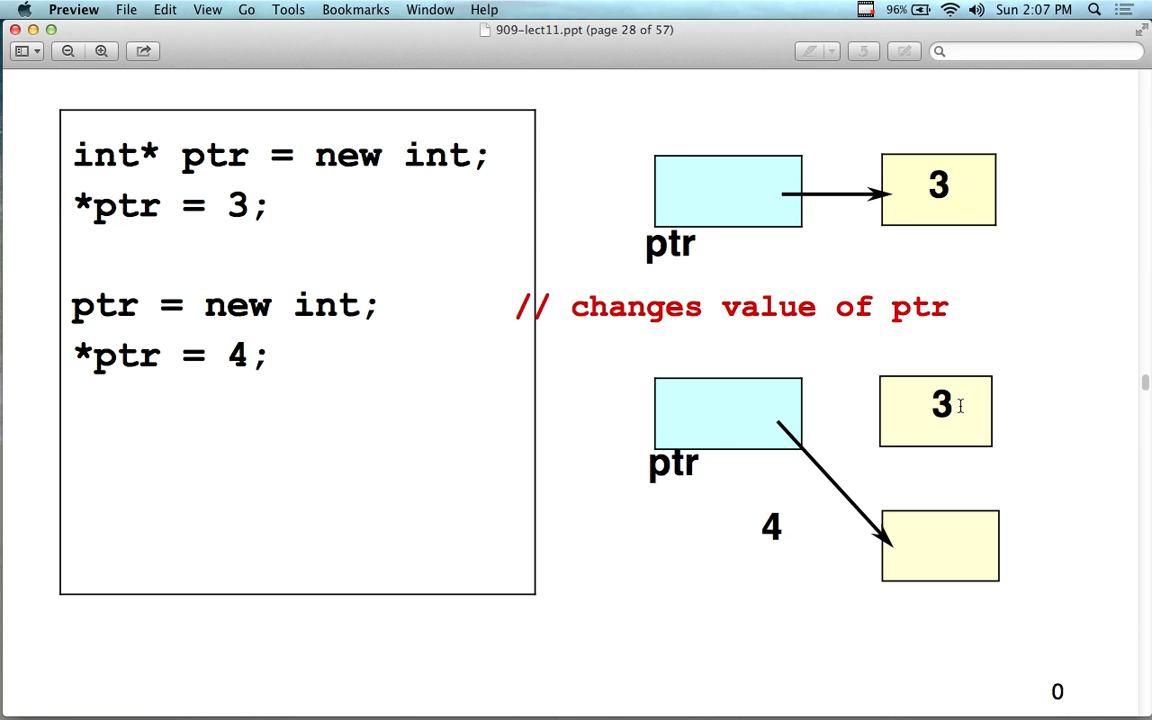 Preview File Edit View Go Tools Bookmarks Window Help 96% Sun 2:07 PM
909-lect11.ppt (page 28 of 57)
int* ptr = new int;
*ptr = 3;
3
ptr
ptr = new int; // changes value of ptr
*ptr = 4;
3
ptr
4
0